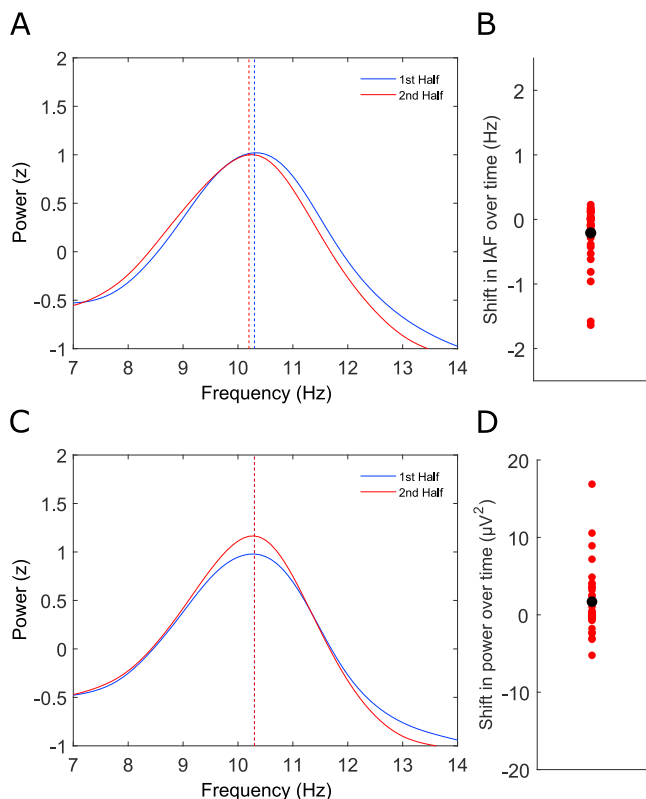 A
B
2
1.5
1
0.5
0
-0.5
-1
7 8 9 10 11 12 13 14
Power (z)
Frequency (Hz)
1st Half
2nd Half
2
1
0
-1
-2
Shift in IAF over time (Hz)
C
D
2
1.5
1
0.5
0
-0.5
-1
7 8 9 10 11 12 13 14
Power (z)
Frequency (Hz)
1st Half
2nd Half
20
10
0
-10
-20
Shift in power over time (µV⁻²)